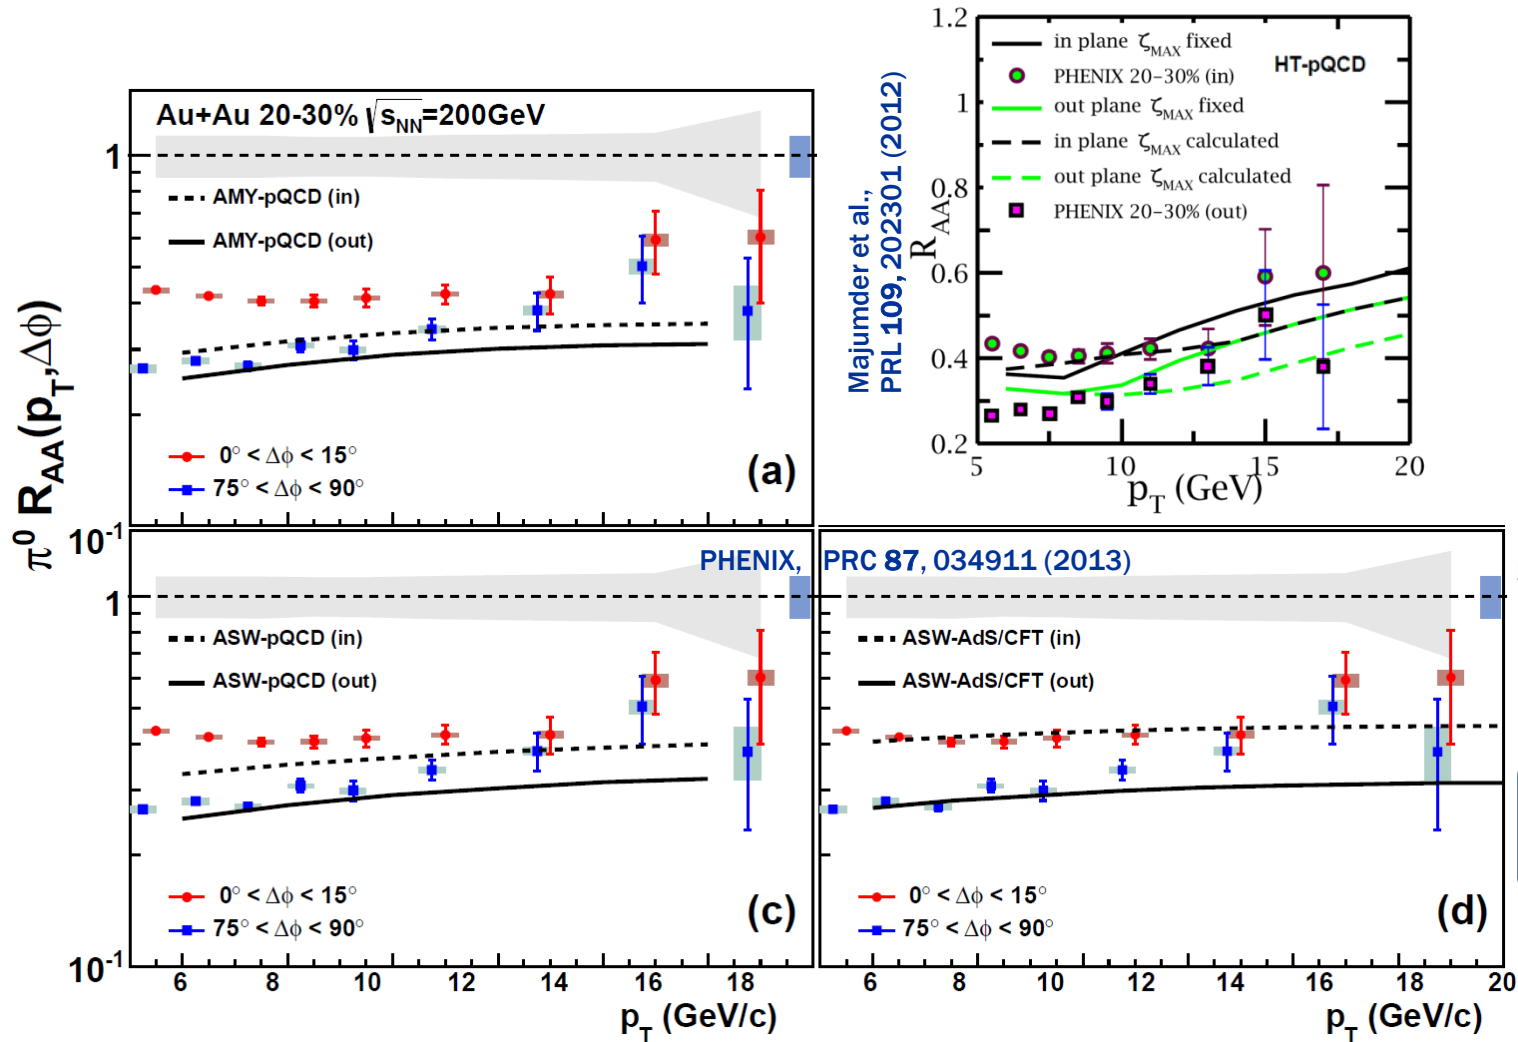 Au+Au 20-30% √sNN=200GeV
1
AMY-pQCD (in)
AMY-pQCD (out)
0° < Δϕ < 15°
75° < Δϕ < 90°
(a)
10-1
π0 RAA(pT,Δϕ)
Majumder et al.,
PRL 109, 202301 (2012)
1.2
1
0.8
0.6
0.4
0.2
RAA
in plane ζMAX fixed
PHENIX 20-30% (in)
out plane ζMAX fixed
in plane ζMAX calculated
out plane ζMAX calculated
PHENIX 20-30% (out)
HT-pQCD
5 10 15 20
pT (GeV)
PHENIX, PRC 87, 034911 (2013)
1
ASW-pQCD (in)
ASW-pQCD (out)
0° < Δϕ < 15°
75° < Δϕ < 90°
(c)
10-1
6 8 10 12 14 16 18
pT (GeV/c)
ASW-AdS/CFT (in)
ASW-AdS/CFT (out)
0° < Δϕ < 15°
75° < Δϕ < 90°
(d)
6 8 10 12 14 16 18 20
pT (GeV/c)